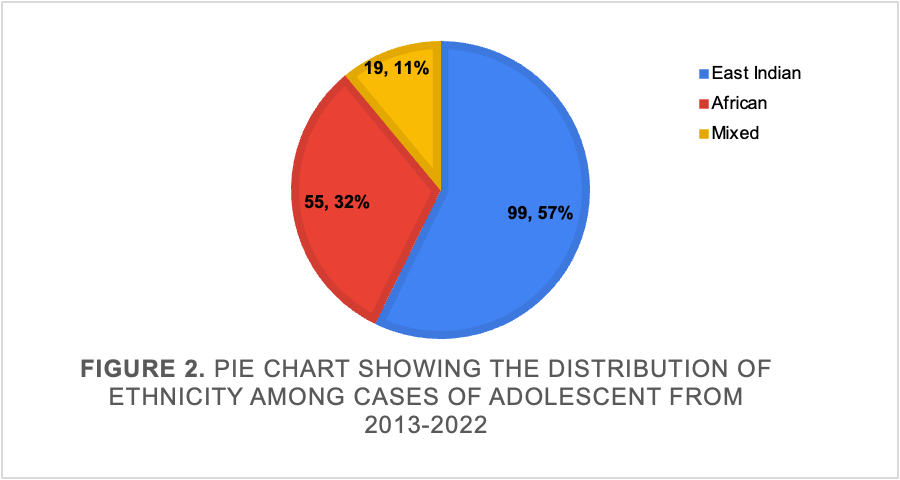 19, 11%
55, 32%
99, 57%
East Indian
African
Mixed
FIGURE 2. PIE CHART SHOWING THE DISTRIBUTION OF
ETHNICITY AMONG CASES OF ADOLESCENT FROM
2013-2022